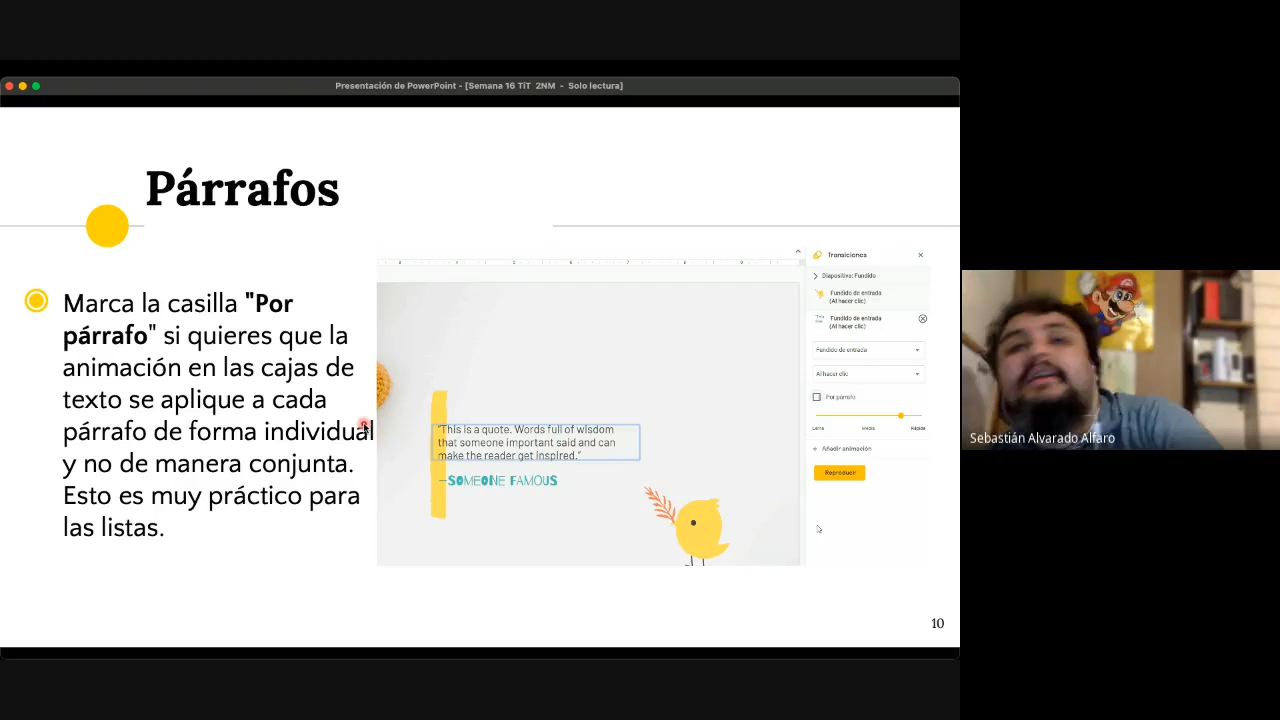 Presentación de PowerPoint - [Semana 16 TiT 2NM - Solo lectura]
Párrafos
Marca la casilla "Por
párrafo" si quieres que la
animación en las cajas de
texto se aplique a cada
párrafo de forma individual
y no de manera conjunta.
Esto es muy práctico para
las listas.
"This is a quote. Words full of wisdom
that someone important said and can
make the reader get inspired."
—SOMEONE FAMOUS
Transiciones
Diapositiva: Fundido
Fundido de entrada
(Al hacer clic)
Fundido de entrada
(Al hacer clic)
Fundido de entrada
Al hacer clic
Por párrafo
Lenta Media Rápida
+ Añadir animación
Reproducir
10
Sebastián Alvarado Alfaro